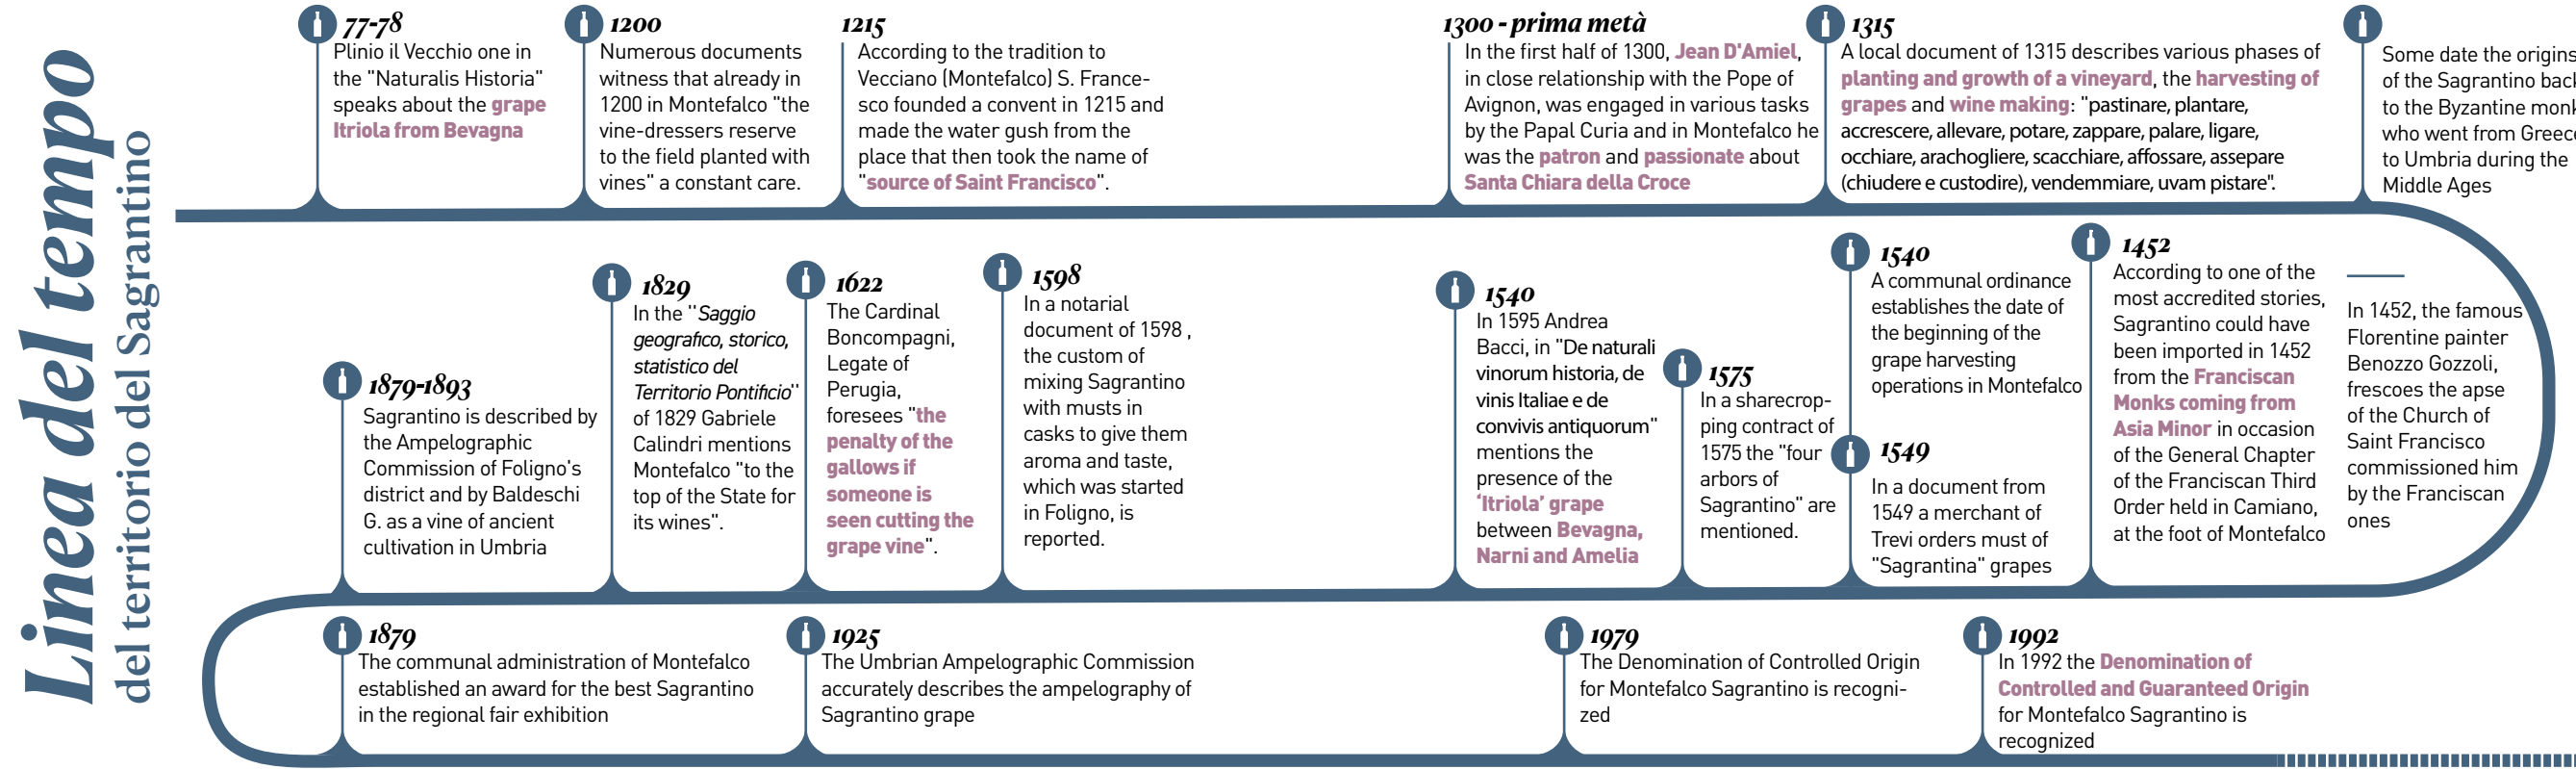 Linea del tempo
del territorio del Sagrantino
77-78
Plinio il Vecchio one in
the "Naturalis Historia"
speaks about the grape
Itriola from Bevagna
1200
Numerous documents
witness that already in
1200 in Montefalco "the
vine-dressers reserve
to the field planted with
vines" a constant care.
1215
According to the tradition to
Vecciano (Montefalco) S. France-
sco founded a convent in 1215 and
made the water gush from the
place that then took the name of
"source of Saint Francisco".
1300 - prima metà
In the first half of 1300, Jean D'Amiel,
in close relationship with the Pope of
Avignon, was engaged in various tasks
by the Papal Curia and in Montefalco he
was the patron and passionate about
Santa Chiara della Croce
1315
A local document of 1315 describes various phases of
planting and growth of a vineyard, the harvesting of
grapes and wine making: "pastinare, plantare,
accrescere, allevare, potare, zappare, palare, ligare,
occhiare, arachogliere, scacchiare, affossare, assepare
(chiudere e custodire), vendemmiare, uvam pistare".
Some date the origins
of the Sagrantino back
to the Byzantine monk
who went from Greece
to Umbria during the
Middle Ages
In 1452, the famous
Florentine painter
Benozzo Gozzoli,
frescoes the apse
of the Church of
Saint Francisco
commissioned him
by the Franciscan
ones
1452
According to one of the
most accredited stories,
Sagrantino could have
been imported in 1452
from the Franciscan
Monks coming from
Asia Minor in occasion
of the General Chapter
of the Franciscan Third
Order held in Camiano,
at the foot of Montefalco
1540
A communal ordinance
establishes the date of
the beginning of the
grape harvesting
operations in Montefalco
1549
In a document from
1549 a merchant of
Trevi orders must of
"Sagrantina" grapes
1575
In a sharecrop-
ping contract of
1575 the "four
arbors of
Sagrantino" are
mentioned.
1540
In 1595 Andrea
Bacci, in "De naturali
vinorum historia, de
vinis Italiae e de
convivis antiquorum"
mentions the
presence of the
‘Itriola’ grape
between Bevagna,
Narni and Amelia
1598
In a notarial
document of 1598 ,
the custom of
mixing Sagrantino
with musts in
casks to give them
aroma and taste,
which was started
in Foligno, is
reported.
1622
The Cardinal
Boncompagni,
Legate of
Perugia,
foresees "the
penalty of the
gallows if
someone is
seen cutting the
grape vine".
1829
In the "Saggio
geografico, storico,
statistico del
Territorio Pontificio"
of 1829 Gabriele
Calindri mentions
Montefalco "to the
top of the State for
its wines".
1879-1893
Sagrantino is described by
the Ampelographic
Commission of Foligno's
district and by Baldeschi
G. as a vine of ancient
cultivation in Umbria
1879
The communal administration of Montefalco
established an award for the best Sagrantino
in the regional fair exhibition
1925
The Umbrian Ampelographic Commission
accurately describes the ampelography of
Sagrantino grape
1979
The Denomination of Controlled Origin
for Montefalco Sagrantino is recogni-
zed
1992
In 1992 the Denomination of
Controlled and Guaranteed Origin
for Montefalco Sagrantino is
recognized